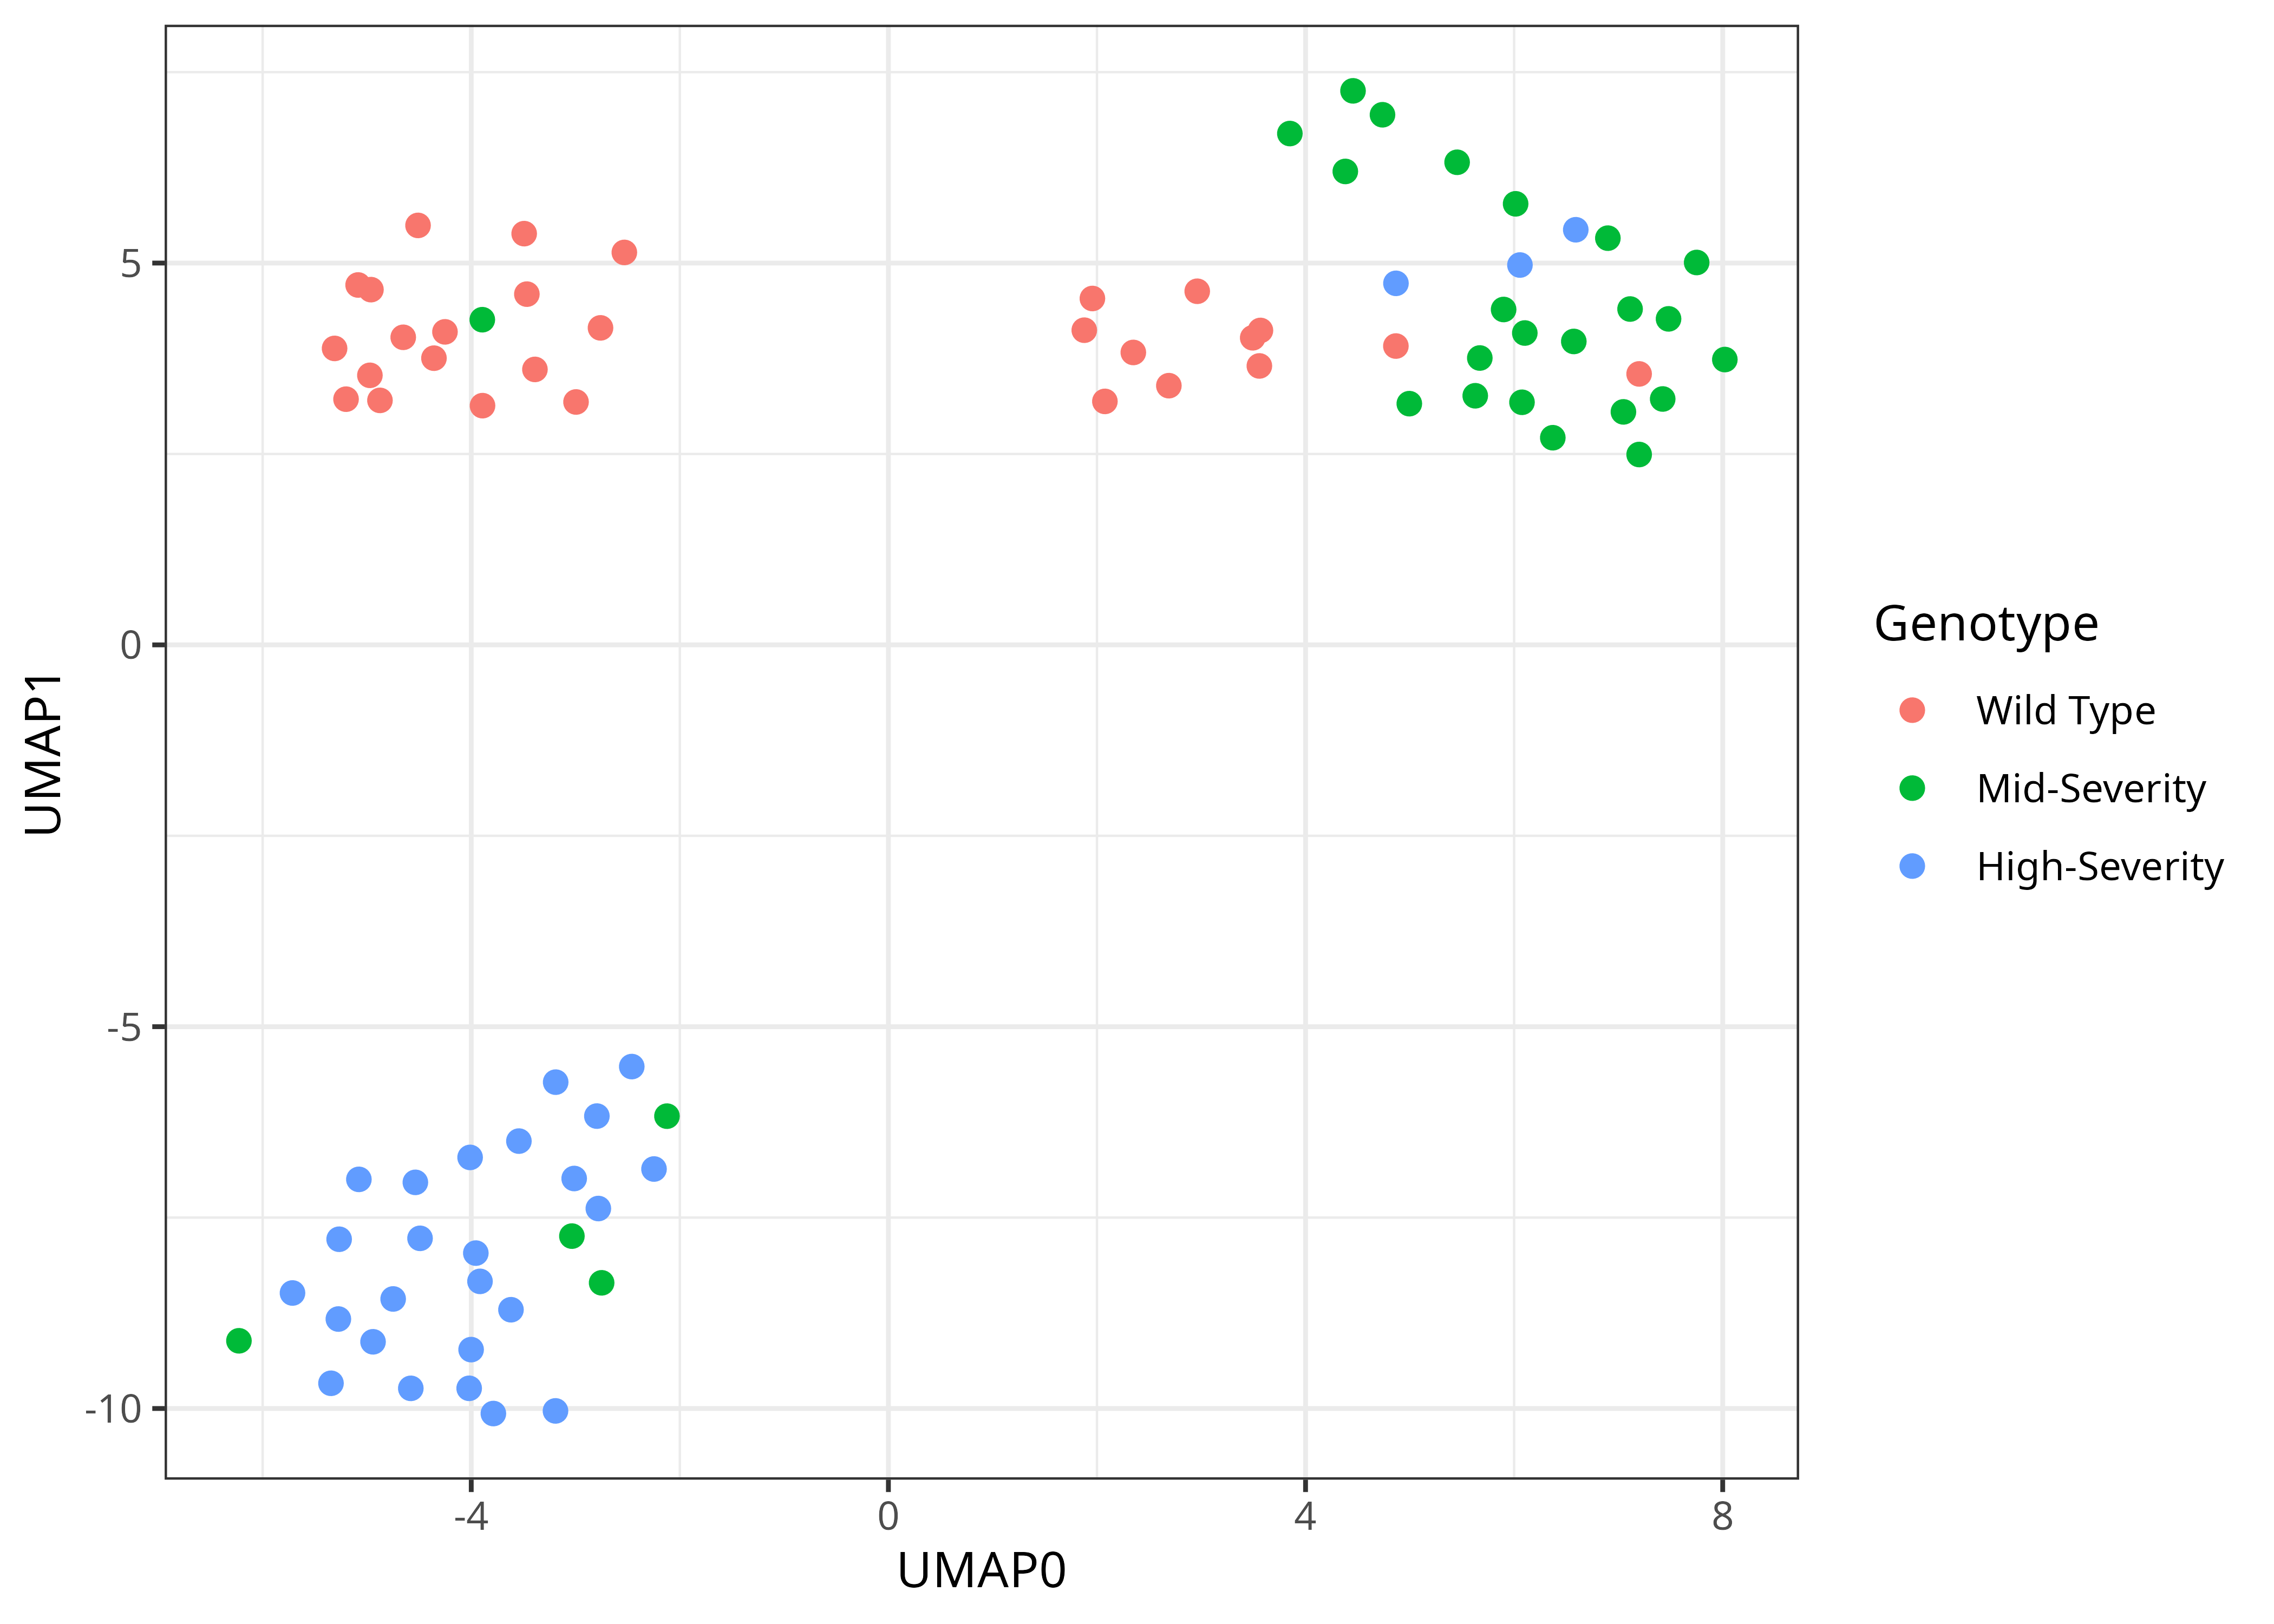 5
0
-5
-10
UMAP1
-4
0
4
8
UMAP0
Genotype
Wild Type
Mid-Severity
High-Severity